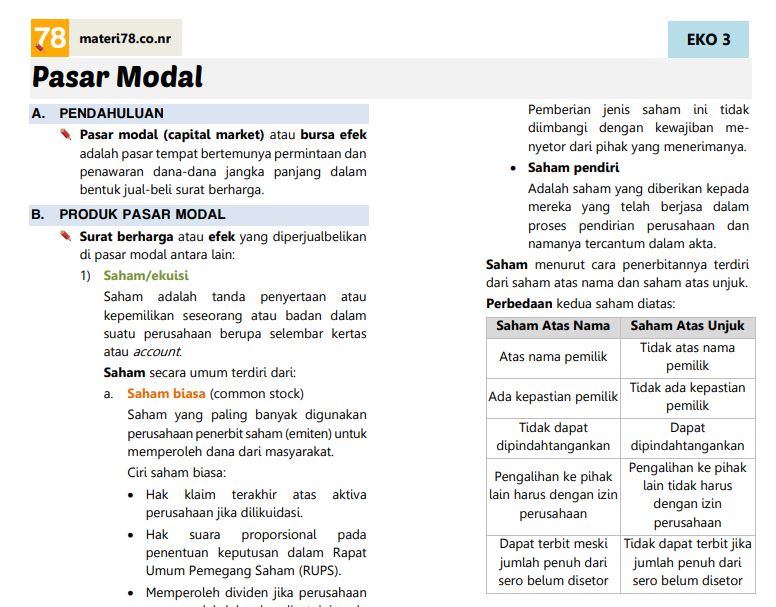 78 materi78.co.nr
EKO 3
Pasar Modal
A. PENDAHULUAN
Pasar modal (capital market) atau bursa efek
adalah pasar tempat bertemunya permintaan dan
penawaran dana-dana jangka panjang dalam
bentuk jual-beli surat berharga.
B. PRODUK PASAR MODAL
Surat berharga atau efek yang diperjualbelikan
di pasar modal antara lain:
1) Saham/ekuisi
Saham adalah tanda penyertaan atau
kepemilikan seseorang atau badan dalam
suatu perusahaan berupa selembar kertas
atau account.
Saham secara umum terdiri dari:
a. Saham biasa (common stock)
Saham yang paling banyak digunakan
perusahaan penerbit saham (emiten) untuk
memperoleh dana dari masyarakat.
Ciri saham biasa:
• Hak klaim terakhir atas aktiva
perusahaan jika dilikuidasi.
• Hak suara proporsional pada
penentuan keputusan dalam Rapat
Umum Pemegang Saham (RUPS).
• Memperoleh dividen jika perusahaan
Pemberian jenis saham ini tidak
diimbangi dengan kewajiban me-
nyetor dari pihak yang menerimanya.
• Saham pendiri
Adalah saham yang diberikan kepada
mereka yang telah berjasa dalam
proses pendirian perusahaan dan
namanya tercantum dalam akta.
Saham menurut cara penerbitannya terdiri
dari saham atas nama dan saham atas unjuk.
Perbedaan kedua saham diatas:
Saham Atas Nama Saham Atas Unjuk
Atas nama pemilik
Tidak atas nama
pemilik
Ada kepastian pemilik
Tidak ada kepastian
pemilik
Tidak dapat
dipindahtangankan
Dapat
dipindahtangankan
Pengalihan ke pihak
lain harus dengan izin
perusahaan
Pengalihan ke pihak
lain tidak harus
dengan izin
perusahaan
Dapat terbit meski
jumlah penuh dari
sero belum disetor
Tidak dapat terbit jika
jumlah penuh dari
sero belum disetor